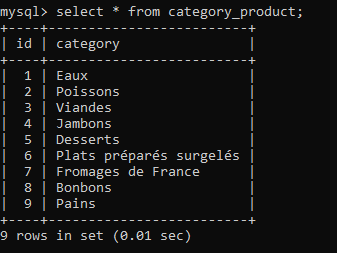 mysql> select * from category_product;
+----+--------------------------+
| id | category                 |
+----+--------------------------+
|  1 | Eaux                     |
|  2 | Poissons                 |
|  3 | Viandes                  |
|  4 | Jambons                  |
|  5 | Desserts                 |
|  6 | Plats préparés surgelés  |
|  7 | Fromages de France       |
|  8 | Bonbons                  |
|  9 | Pains                    |
+----+--------------------------+
9 rows in set (0.01 sec)